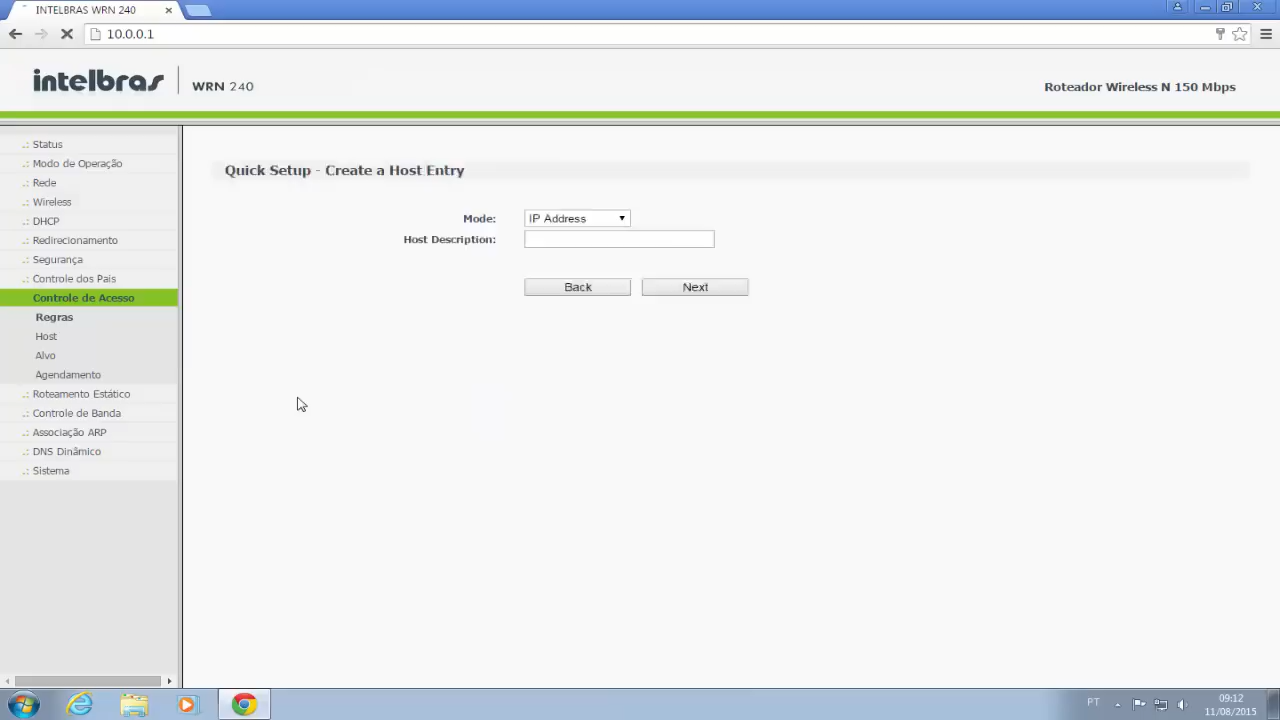 INTELBRAS WRN 240
10.0.0.1
intelbras WRN 240
Roteador Wireless N 150 Mbps
.: Status
.: Modo de Operação
.: Rede
.: Wireless
.: DHCP
.: Redirecionamento
.: Segurança
.: Controle dos Pais
Controle de Acesso
Regras
Host
Alvo
Agendamento
.: Roteamento Estático
.: Controle de Banda
.: Associação ARP
.: DNS Dinâmico
.: Sistema
Quick Setup - Create a Host Entry
Mode: IP Address
Host Description:
Back Next
PT
09:12
11/08/2015